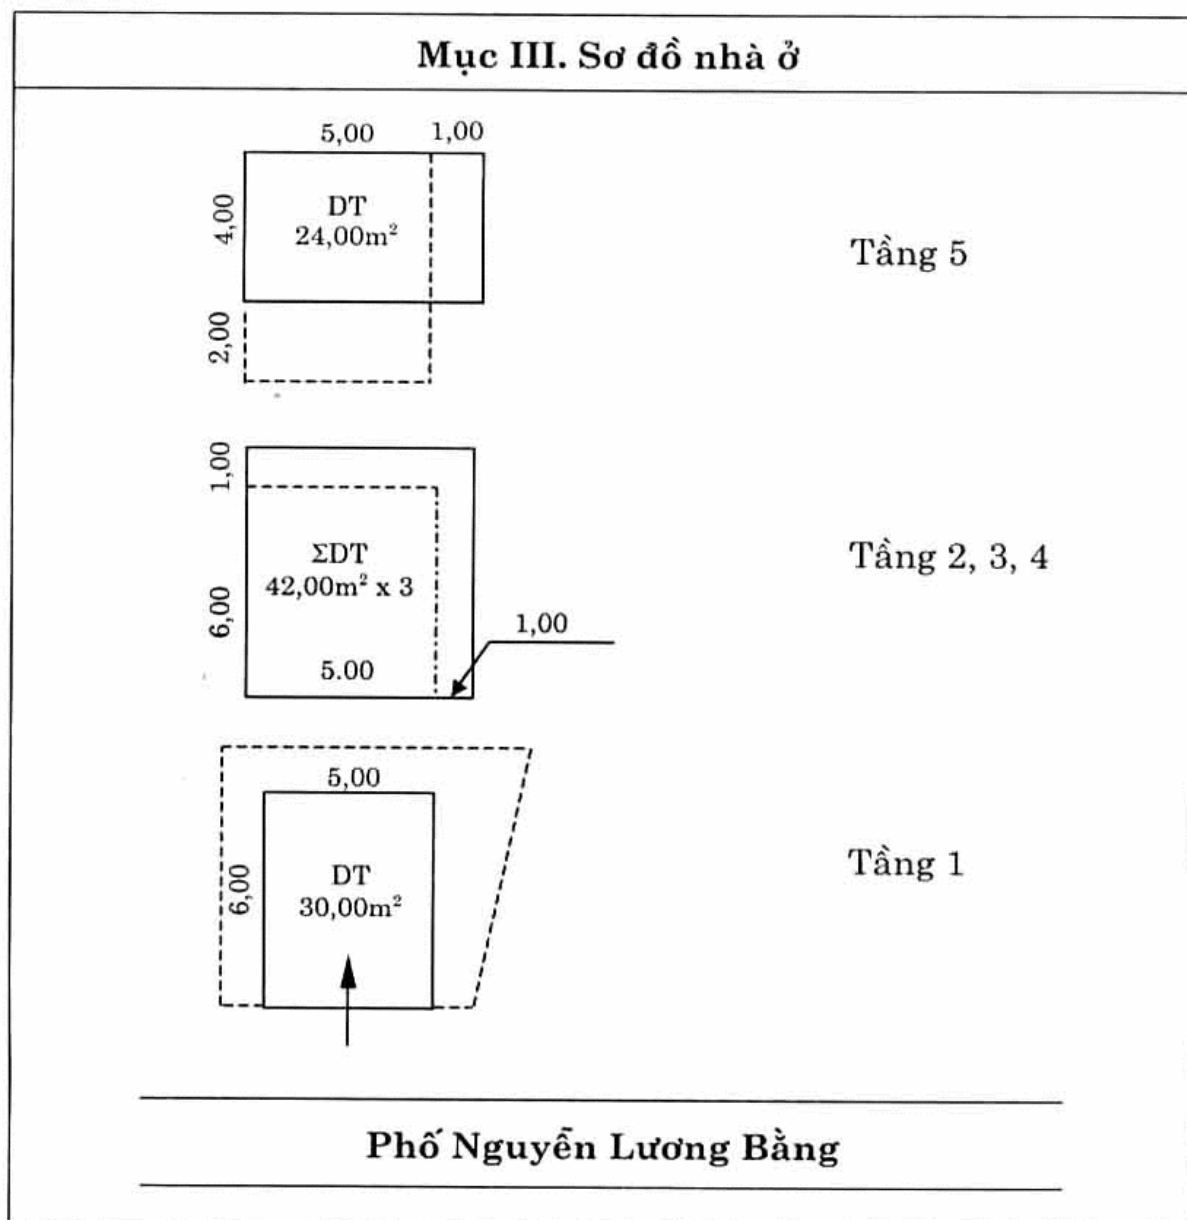 Mục III. Sơ đồ nhà ở
5,00 1,00
4,00
DT
24,00m²
Tầng 5
2,00
1,00
ΣDT
42,00m² x 3
Tầng 2, 3, 4
6,00
1,00
5.00
5,00
6,00
DT
30,00m²
Tầng 1
Phố Nguyễn Lương Bằng